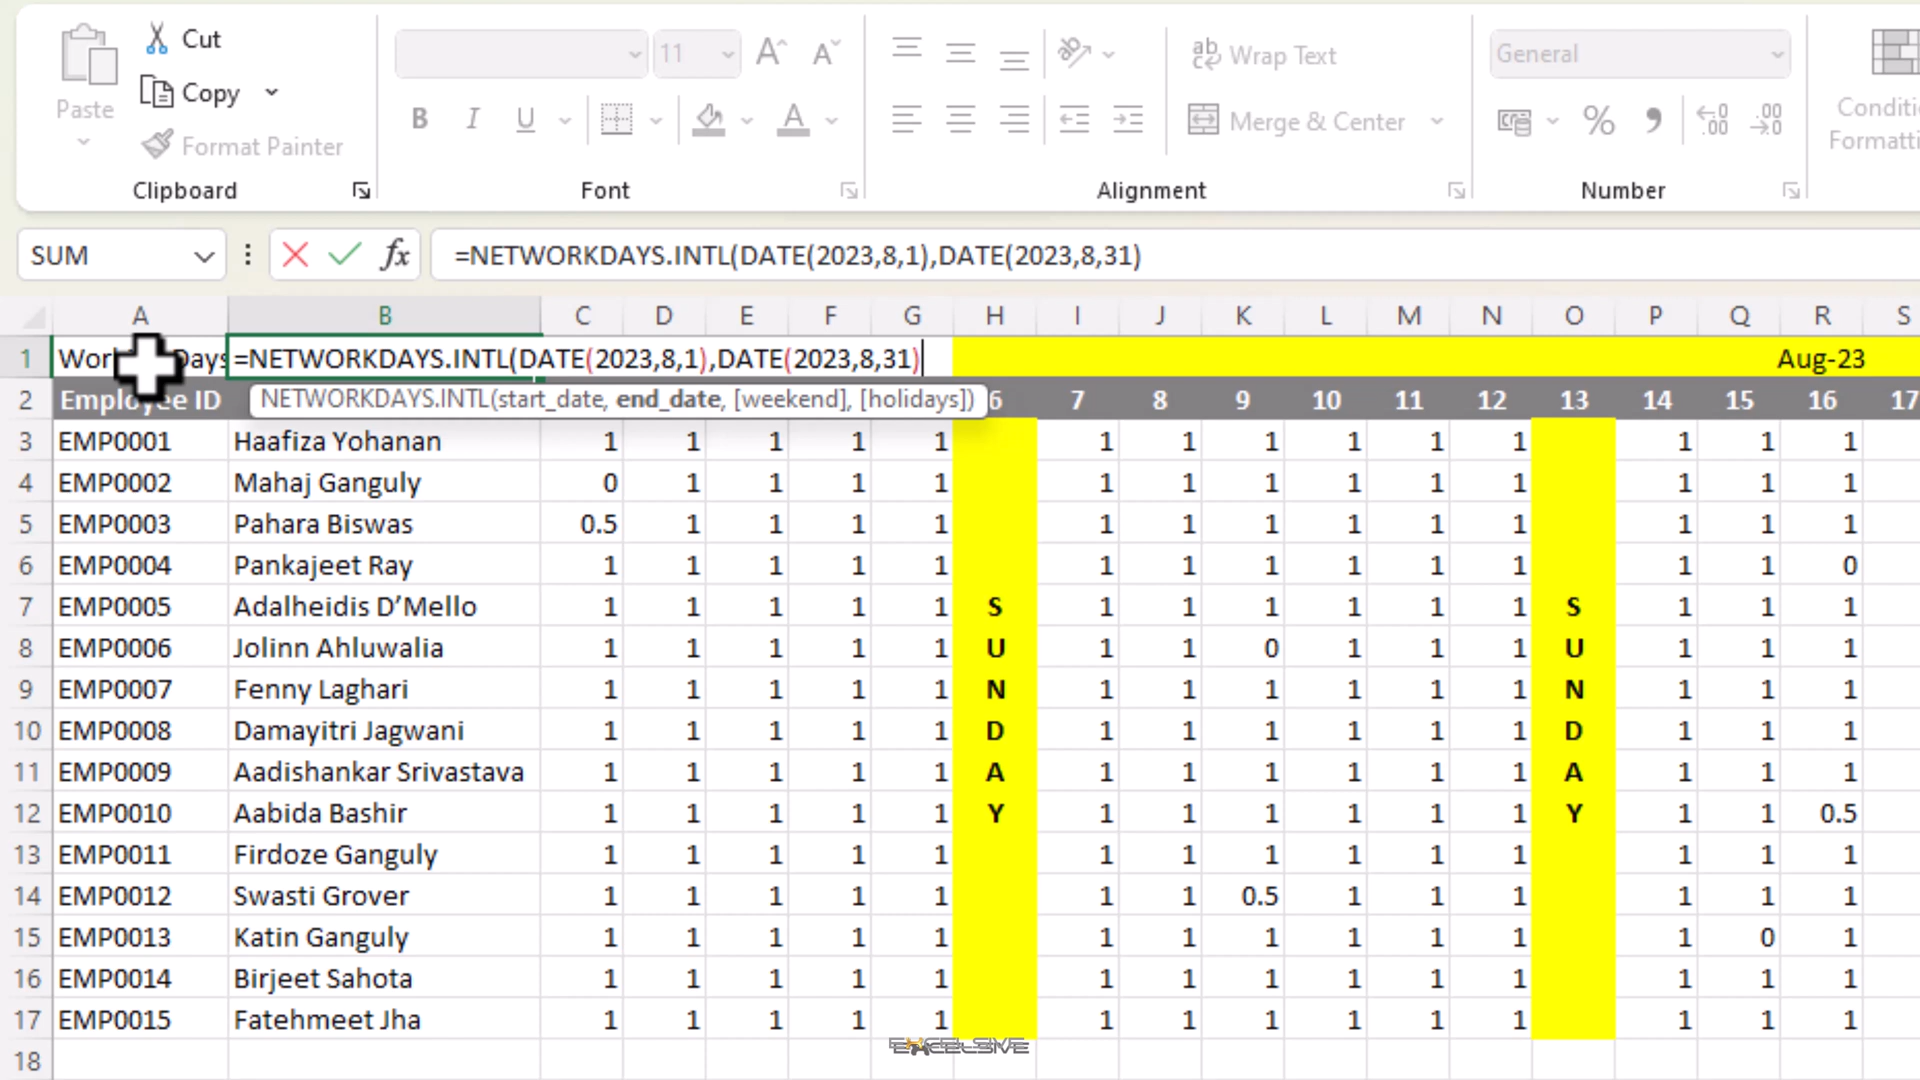 Cut
Copy
Paste
Format Painter
Clipboard
11
B I U
Font
Wrap Text
Merge & Center
Alignment
General
Number
SUM
fx
=NETWORKDAYS.INTL(DATE(2023,8,1),DATE(2023,8,31)
A B C D E F G H I J K L M N O P Q R S
1 =NETWORKDAYS.INTL(DATE(2023,8,1),DATE(2023,8,31) Aug-23
NETWORKDAYS.INTL(start_date, end_date, [weekend], [holidays])
2 Employee ID 6 7 8 9 10 11 12 13 14 15 16 17
3 EMP0001 Haafiza Yohanan 1 1 1 1 1 1 1 1 1 1 1 1 1 1
4 EMP0002 Mahaj Ganguly 0 1 1 1 1 1 1 1 1 1 1 1 1 1
5 EMP0003 Pahara Biswas 0.5 1 1 1 1 1 1 1 1 1 1 1 1 1
6 EMP0004 Pankajeet Ray 1 1 1 1 1 1 1 1 1 1 1 1 1 0
7 EMP0005 Adalheidis D’Mello 1 1 1 1 1 S 1 1 1 1 1 1 S 1 1 1
8 EMP0006 Jolinn Ahluwalia 1 1 1 1 1 U 1 1 0 1 1 1 U 1 1 1
9 EMP0007 Fenny Laghari 1 1 1 1 1 N 1 1 1 1 1 1 N 1 1 1
10 EMP0008 Damayitri Jagwani 1 1 1 1 1 D 1 1 1 1 1 1 D 1 1 1
11 EMP0009 Aadishankar Srivastava 1 1 1 1 1 A 1 1 1 1 1 1 A 1 1 1
12 EMP0010 Aabida Bashir 1 1 1 1 1 Y 1 1 1 1 1 1 Y 1 1 0.5
13 EMP0011 Firdoze Ganguly 1 1 1 1 1 1 1 1 1 1 1 1 1 1
14 EMP0012 Swasti Grover 1 1 1 1 1 1 1 0.5 1 1 1 1 1 1
15 EMP0013 Katin Ganguly 1 1 1 1 1 1 1 1 1 1 1 1 0 1
16 EMP0014 Birjeet Sahota 1 1 1 1 1 1 1 1 1 1 1 1 1 1
17 EMP0015 Fatehmeet Jha 1 1 1 1 1 1 1 1 1 1 1 1 1 1
18